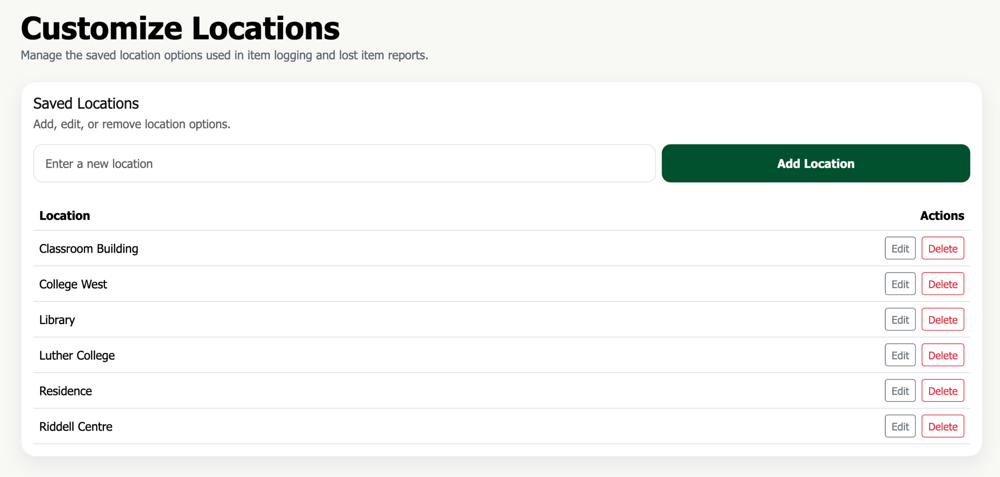 Customize Locations
Manage the saved location options used in item logging and lost item reports.
Saved Locations
Add, edit, or remove location options.
Enter a new location
Add Location
Location Actions
Classroom Building Edit Delete
College West Edit Delete
Library Edit Delete
Luther College Edit Delete
Residence Edit Delete
Riddell Centre Edit Delete